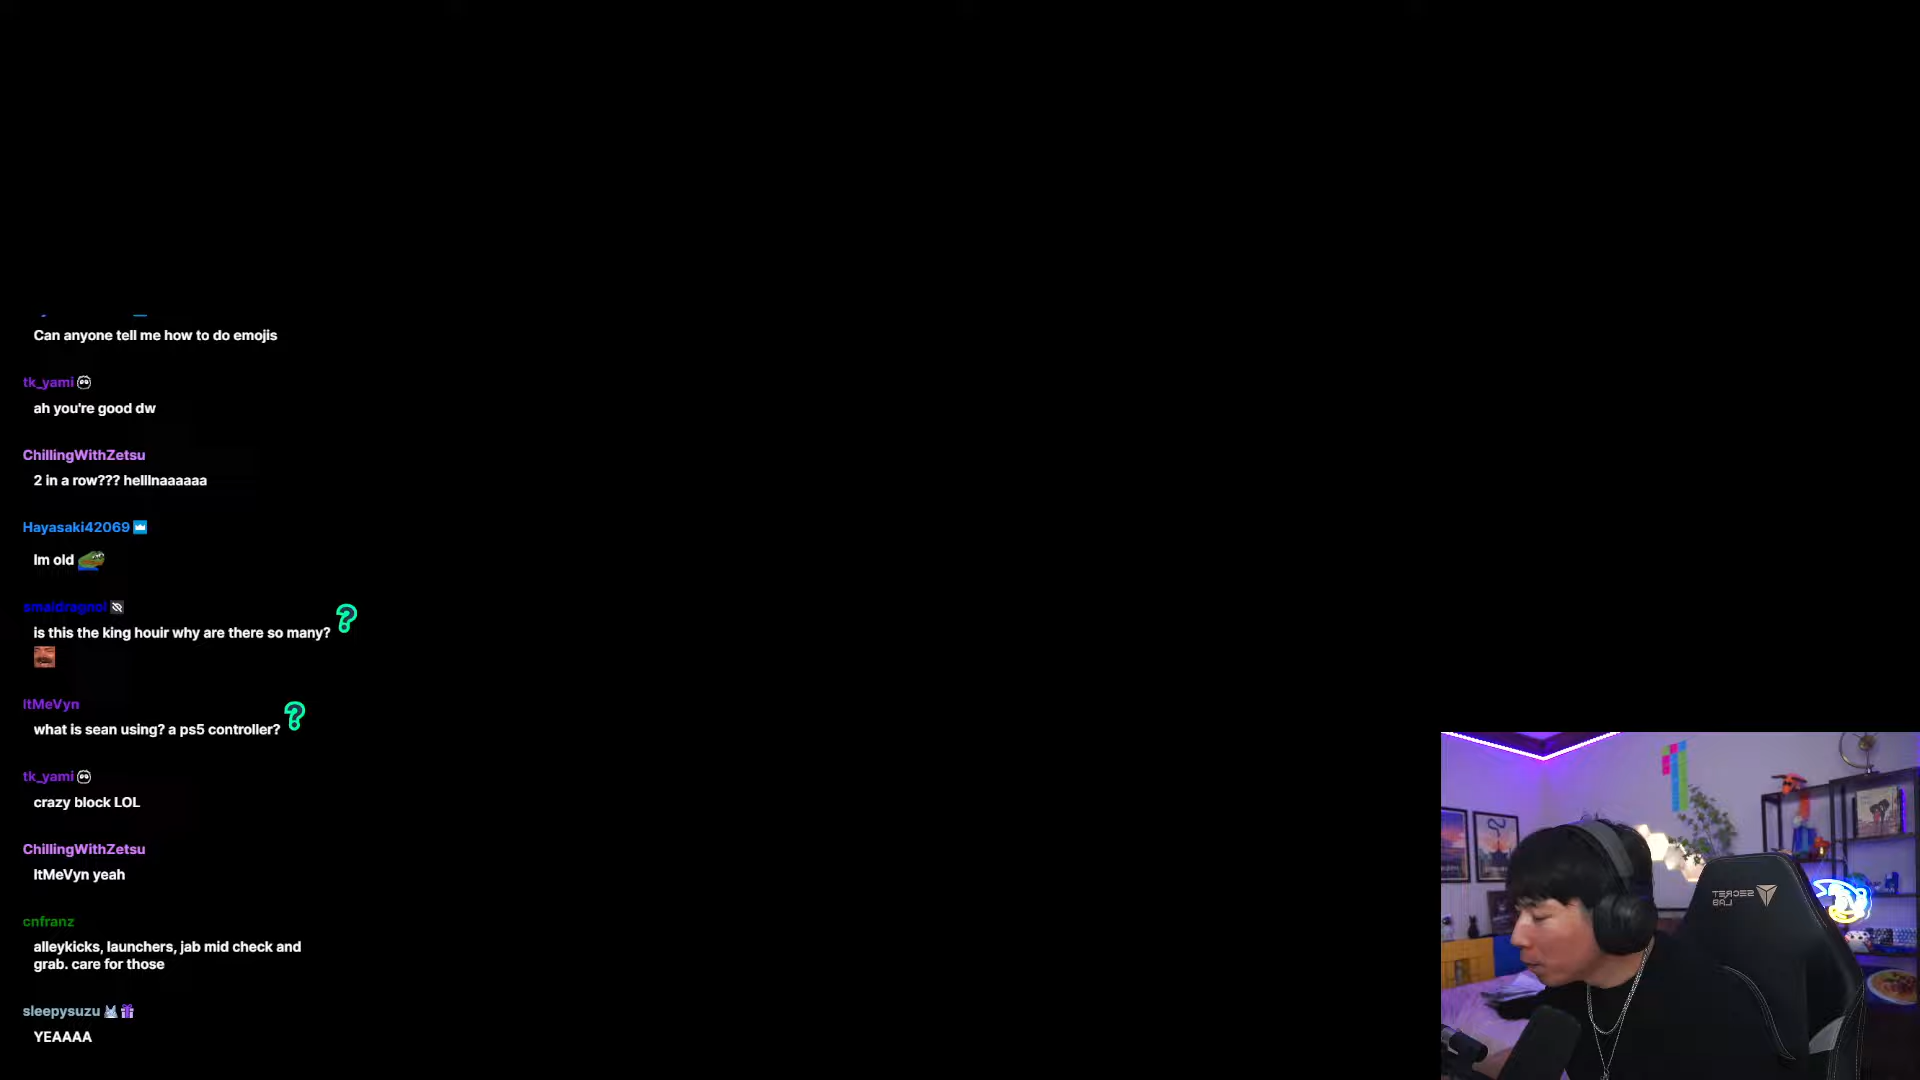 Can anyone tell me how to do emojis
tk_yami
ah you're good dw
ChillingWithZetsu
2 in a row??? helllnaaaaaa
Hayasaki42069
Im old
smaldragnol
is this the king houir why are there so many?
ItMeVyn
what is sean using? a ps5 controller?
tk_yami
crazy block LOL
ChillingWithZetsu
ItMeVyn yeah
cnfranz
alleykicks, launchers, jab mid check and
grab. care for those
sleepysuzu
YEAAAA
SECRET
LAB